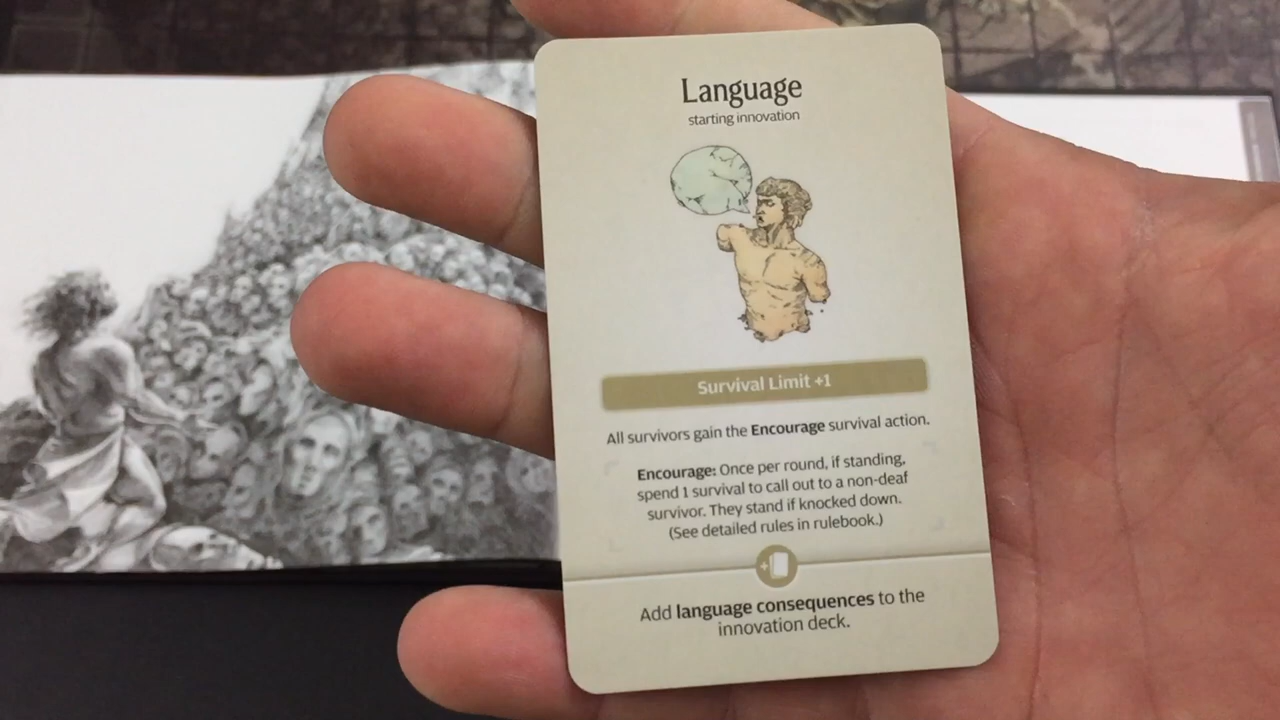 Language
starting innovation
Survival Limit +1
All survivors gain the Encourage survival action.
Encourage: Once per round, if standing,
spend 1 survival to call out to a non-deaf
survivor. They stand if knocked down.
(See detailed rules in rulebook.)
+
Add language consequences to the
innovation deck.